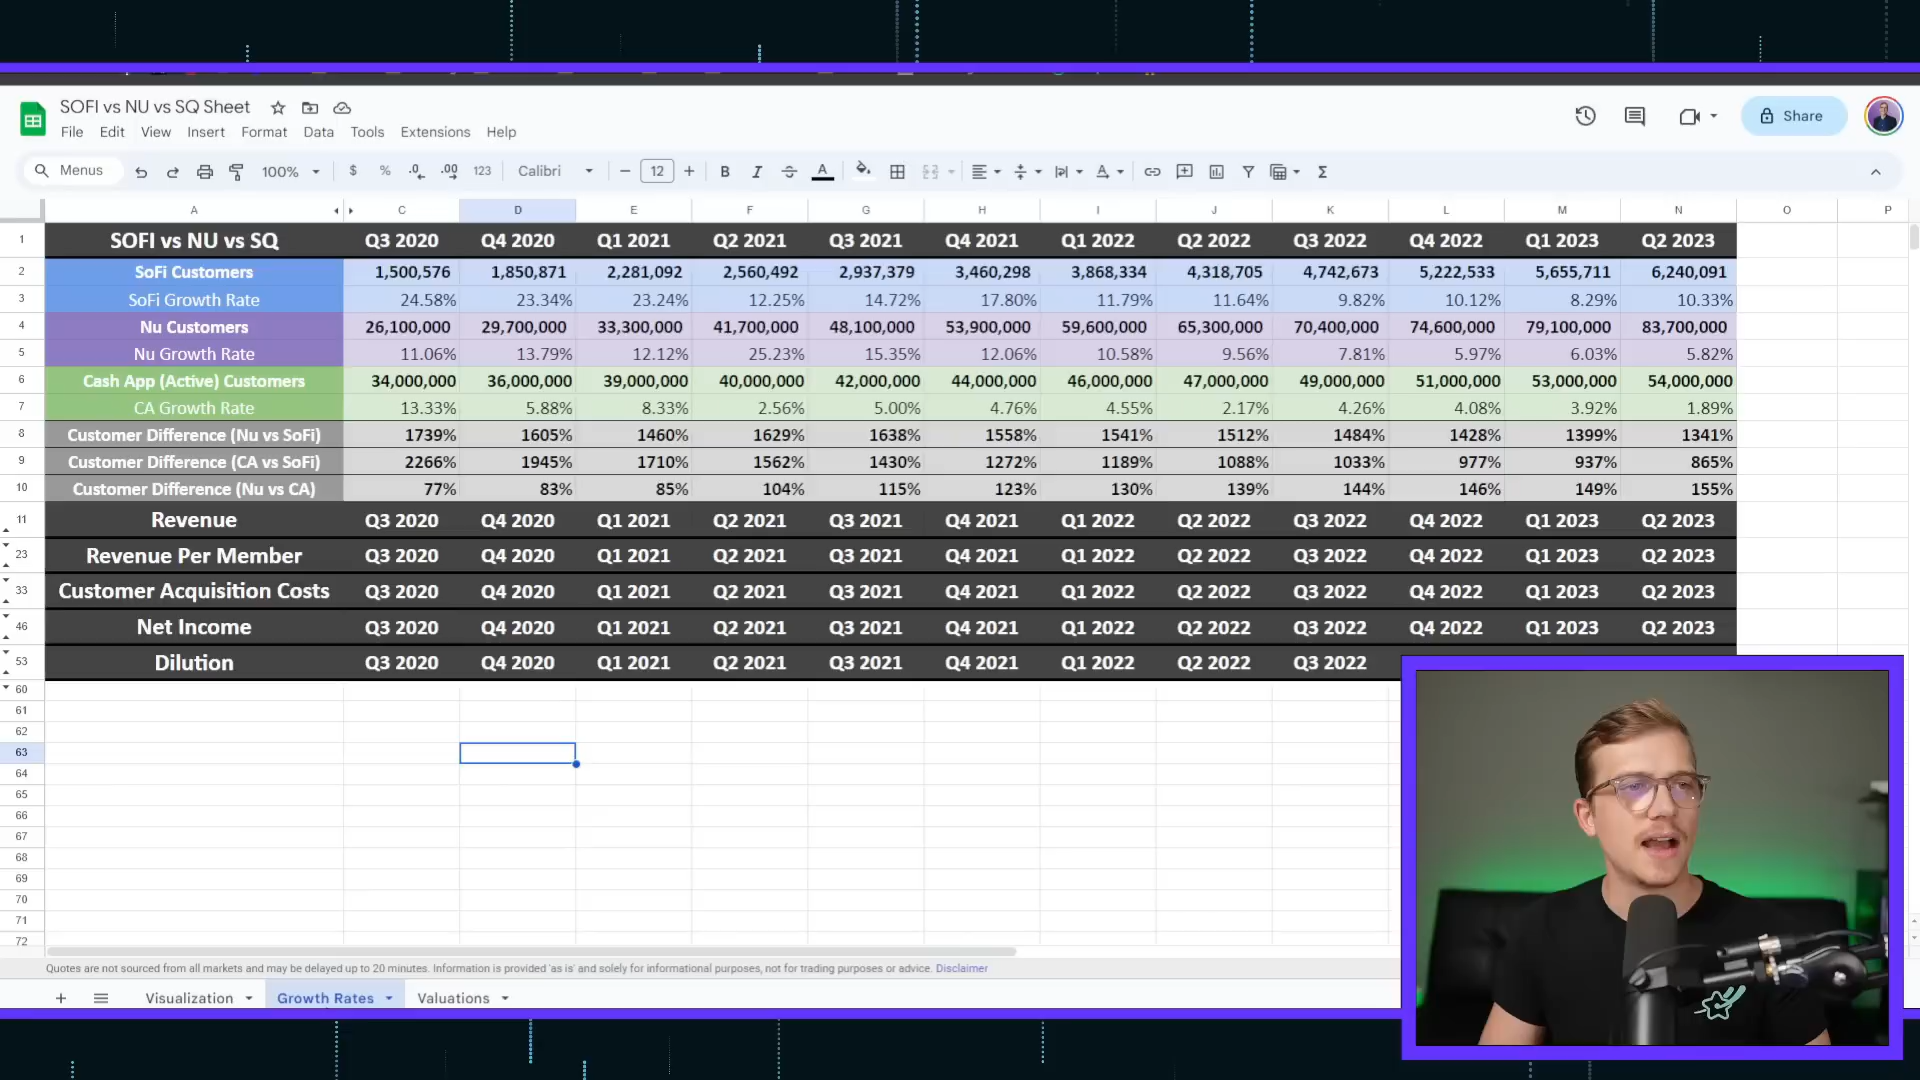 SOFI vs NU vs SQ Sheet
File Edit View Insert Format Data Tools Extensions Help
Share
Menus 100% $ % .0 .00 123 Calibri 12 B I A
A C D E F G H I J K L M N O P
1 SOFI vs NU vs SQ Q3 2020 Q4 2020 Q1 2021 Q2 2021 Q3 2021 Q4 2021 Q1 2022 Q2 2022 Q3 2022 Q4 2022 Q1 2023 Q2 2023
2 SoFi Customers 1,500,576 1,850,871 2,281,092 2,560,492 2,937,379 3,460,298 3,868,334 4,318,705 4,742,673 5,222,533 5,655,711 6,240,091
3 SoFi Growth Rate 24.58% 23.34% 23.24% 12.25% 14.72% 17.80% 11.79% 11.64% 9.82% 10.12% 8.29% 10.33%
4 Nu Customers 26,100,000 29,700,000 33,300,000 41,700,000 48,100,000 53,900,000 59,600,000 65,300,000 70,400,000 74,600,000 79,100,000 83,700,000
5 Nu Growth Rate 11.06% 13.79% 12.12% 25.23% 15.35% 12.06% 10.58% 9.56% 7.81% 5.97% 6.03% 5.82%
6 Cash App (Active) Customers 34,000,000 36,000,000 39,000,000 40,000,000 42,000,000 44,000,000 46,000,000 47,000,000 49,000,000 51,000,000 53,000,000 54,000,000
7 CA Growth Rate 13.33% 5.88% 8.33% 2.56% 5.00% 4.76% 4.55% 2.17% 4.26% 4.08% 3.92% 1.89%
8 Customer Difference (Nu vs SoFi) 1739% 1605% 1460% 1629% 1638% 1558% 1541% 1512% 1484% 1428% 1399% 1341%
9 Customer Difference (CA vs SoFi) 2266% 1945% 1710% 1562% 1430% 1272% 1189% 1088% 1033% 977% 937% 865%
10 Customer Difference (Nu vs CA) 77% 83% 85% 104% 115% 123% 130% 139% 144% 146% 149% 155%
11 Revenue Q3 2020 Q4 2020 Q1 2021 Q2 2021 Q3 2021 Q4 2021 Q1 2022 Q2 2022 Q3 2022 Q4 2022 Q1 2023 Q2 2023
23 Revenue Per Member Q3 2020 Q4 2020 Q1 2021 Q2 2021 Q3 2021 Q4 2021 Q1 2022 Q2 2022 Q3 2022 Q4 2022 Q1 2023 Q2 2023
33 Customer Acquisition Costs Q3 2020 Q4 2020 Q1 2021 Q2 2021 Q3 2021 Q4 2021 Q1 2022 Q2 2022 Q3 2022 Q4 2022 Q1 2023 Q2 2023
46 Net Income Q3 2020 Q4 2020 Q1 2021 Q2 2021 Q3 2021 Q4 2021 Q1 2022 Q2 2022 Q3 2022 Q4 2022 Q1 2023 Q2 2023
53 Dilution Q3 2020 Q4 2020 Q1 2021 Q2 2021 Q3 2021 Q4 2021 Q1 2022 Q2 2022 Q3 2022
60
61
62
63
64
65
66
67
68
69
70
71
72
Quotes are not sourced from all markets and may be delayed up to 20 minutes. Information is provided 'as is' and solely for informational purposes, not for trading purposes or advice. Disclaimer
Visualization Growth Rates Valuations